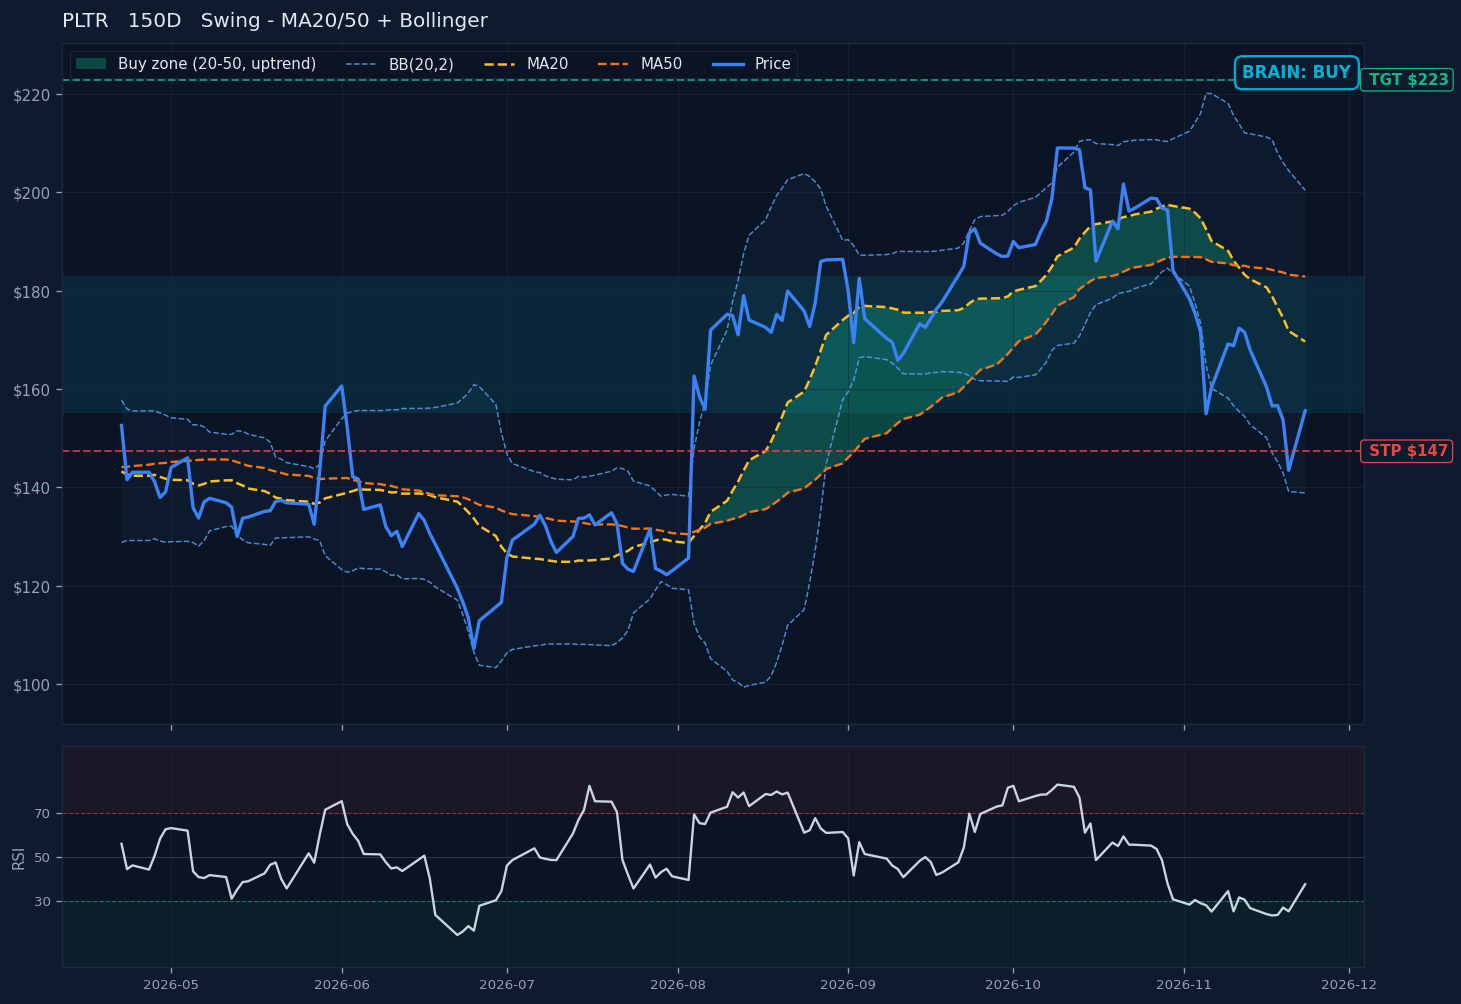 PLTR   150D   Swing - MA20/50 + Bollinger
Buy zone (20-50, uptrend)   BB(20,2)   MA20   MA50   Price
BRAIN: BUY
TGT $223
$220
$200
$180
$160
STP $147
$140
$120
$100
70
50
30
RSI
2026-05   2026-06   2026-07   2026-08   2026-09   2026-10   2026-11   2026-12